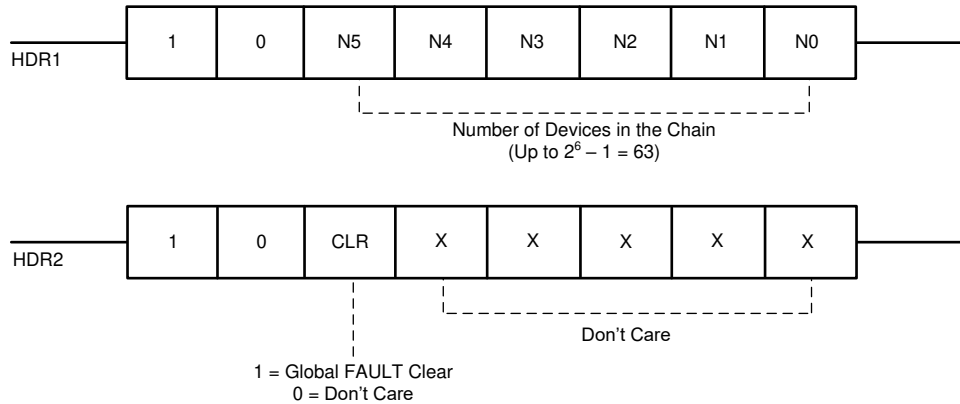 1 0 N5 N4 N3 N2 N1 N0
HDR1
Number of Devices in the Chain
(Up to 2⁶ – 1 = 63)
1 0 CLR X X X X X
HDR2
Don't Care
1 = Global FAULT Clear
0 = Don't Care